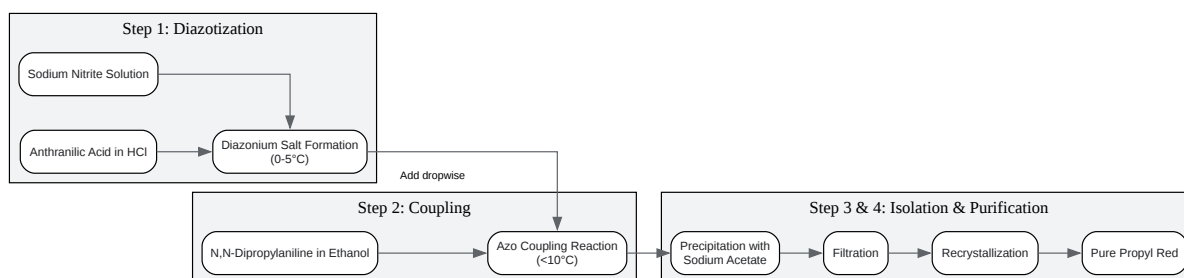 Step 1: Diazotization
Sodium Nitrite Solution
Anthranilic Acid in HCl
Diazonium Salt Formation
(0-5°C)
Add dropwise
Step 2: Coupling
N,N-Dipropylaniline in Ethanol
Azo Coupling Reaction
(<10°C)
Step 3 & 4: Isolation & Purification
Precipitation with
Sodium Acetate
Filtration
Recrystallization
Pure Propyl Red